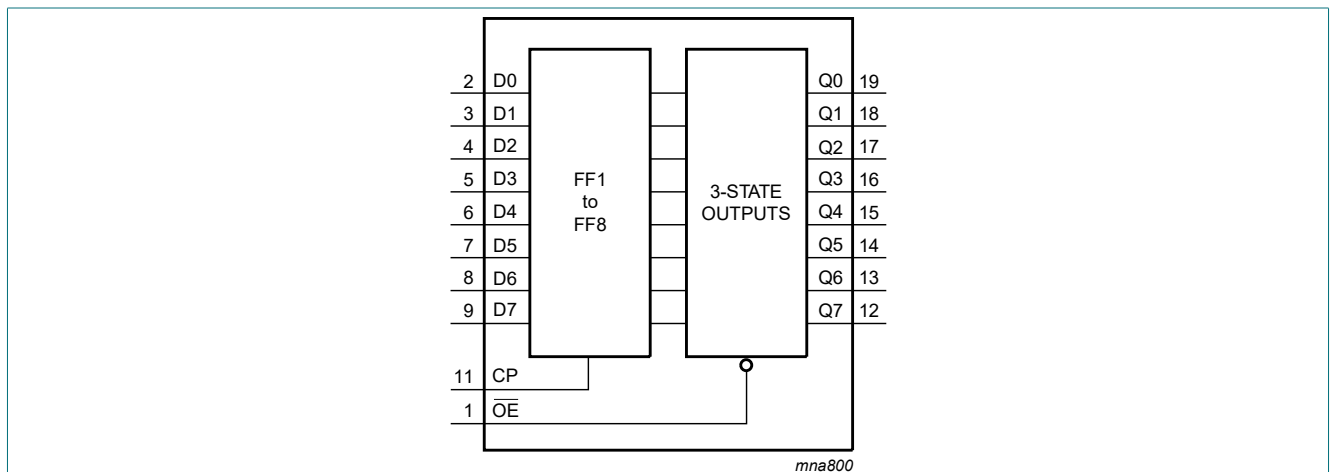 2 D0 Q0 19
3 D1 Q1 18
4 D2 Q2 17
5 D3 Q3 16
6 D4 Q4 15
7 D5 Q5 14
8 D6 Q6 13
9 D7 Q7 12
FF1
to
FF8
3-STATE
OUTPUTS
11 CP
1 O̅E̅
mna800